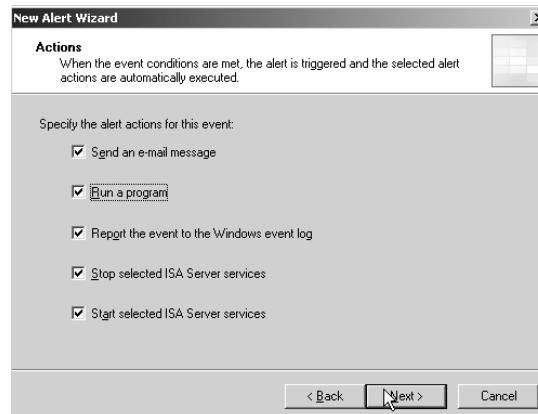 New Alert Wizard
Actions
When the event conditions are met, the alert is triggered and the selected alert
actions are automatically executed.
Specify the alert actions for this event:
Send an e-mail message
Run a program
Report the event to the Windows event log
Stop selected ISA Server services
Start selected ISA Server services
< Back
Next >
Cancel